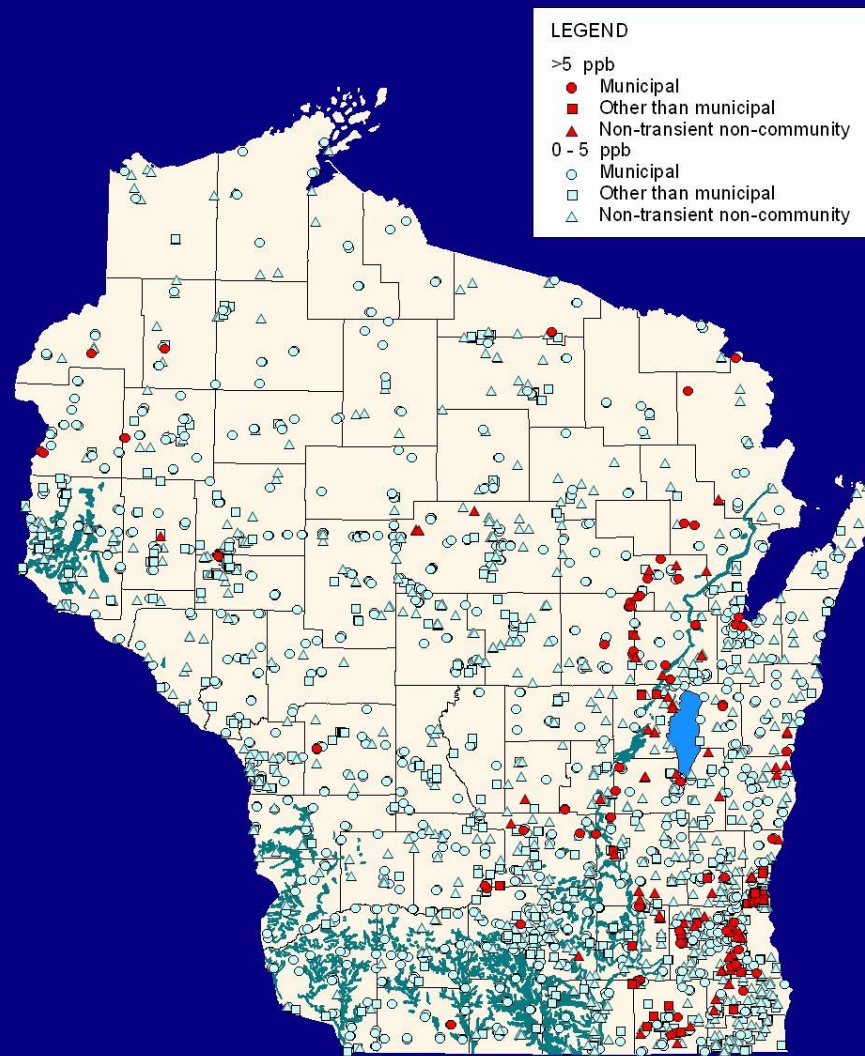 LEGEND
>5 ppb
Municipal
Other than municipal
Non-transient non-community
0 - 5 ppb
Municipal
Other than municipal
Non-transient non-community